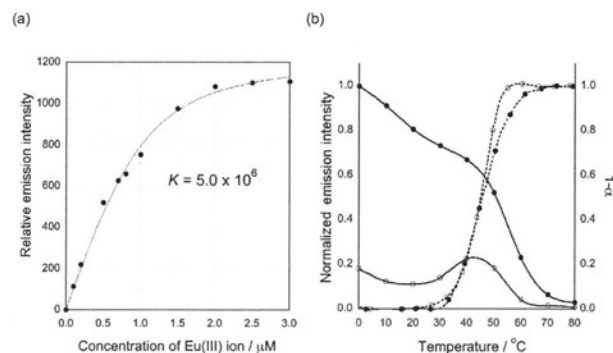 (a)
(b)
1200
1000
800
600
400
200
0
Relative emission intensity
K = 5.0 x 10⁶
0.0 0.5 1.0 1.5 2.0 2.5 3.0
Concentration of Eu(III) ion / μM
1.0
0.8
0.6
0.4
0.2
0.0
Normalized emission intensity
1.0
0.8
0.6
0.4
0.2
0.0
1-α
0 10 20 30 40 50 60 70 80
Temperature / °C